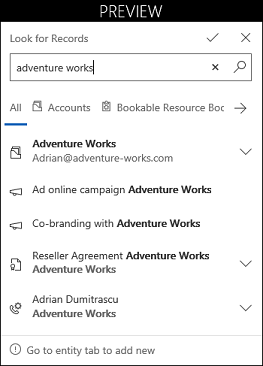 PREVIEW
Look for Records
adventure works
All Accounts Bookable Resource Boo
Adventure Works
Adrian@adventure-works.com
Ad online campaign Adventure Works
Co-branding with Adventure Works
Reseller Agreement Adventure Works
Adventure Works
Adrian Dumitrascu
Adventure Works
Go to entity tab to add new